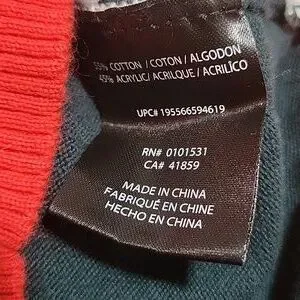 55% COTTON / COTON / ALGODON
45% ACRYLIC/ ACRILIQUE / ACRÍLICO
UPC# 195566594619
RN# 0101531
CA# 41859
MADE IN CHINA
FABRIQUÉ EN CHINE
HECHO EN CHINA